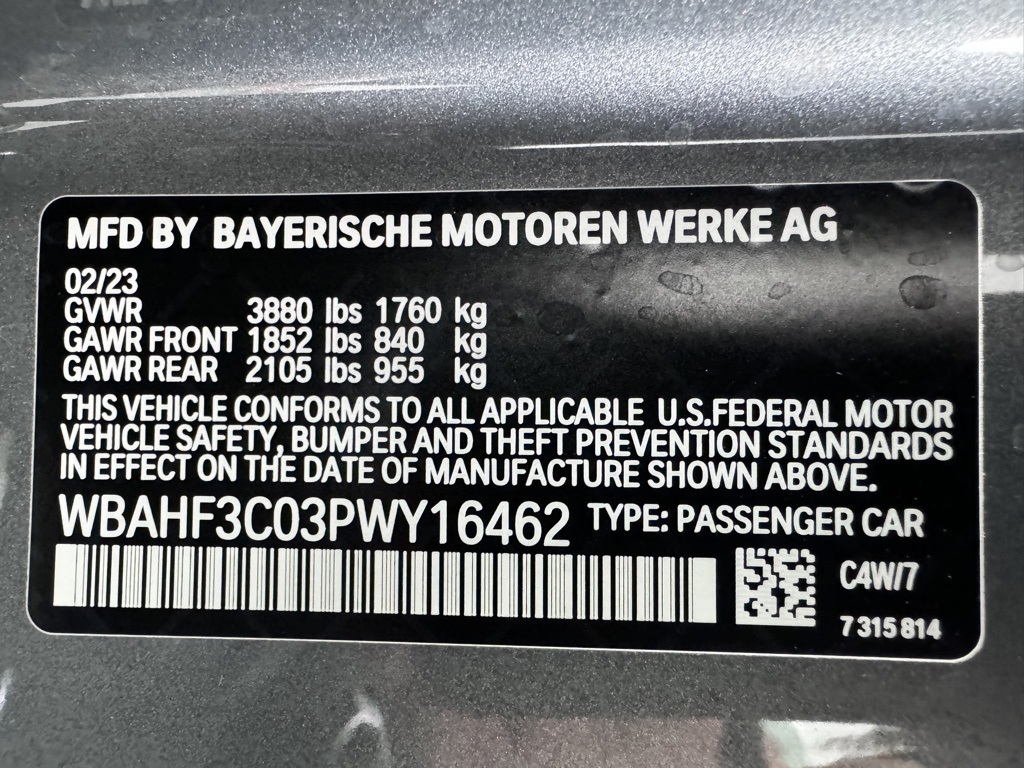 MFD BY BAYERISCHE MOTOREN WERKE AG
02/23
GVWR 3880 lbs 1760 kg
GAWR FRONT 1852 lbs 840 kg
GAWR REAR 2105 lbs 955 kg
THIS VEHICLE CONFORMS TO ALL APPLICABLE U.S.FEDERAL MOTOR
VEHICLE SAFETY, BUMPER AND THEFT PREVENTION STANDARDS
IN EFFECT ON THE DATE OF MANUFACTURE SHOWN ABOVE.
WBAHF3C03PWY16462 TYPE: PASSENGER CAR
C4W/7
7 315 814